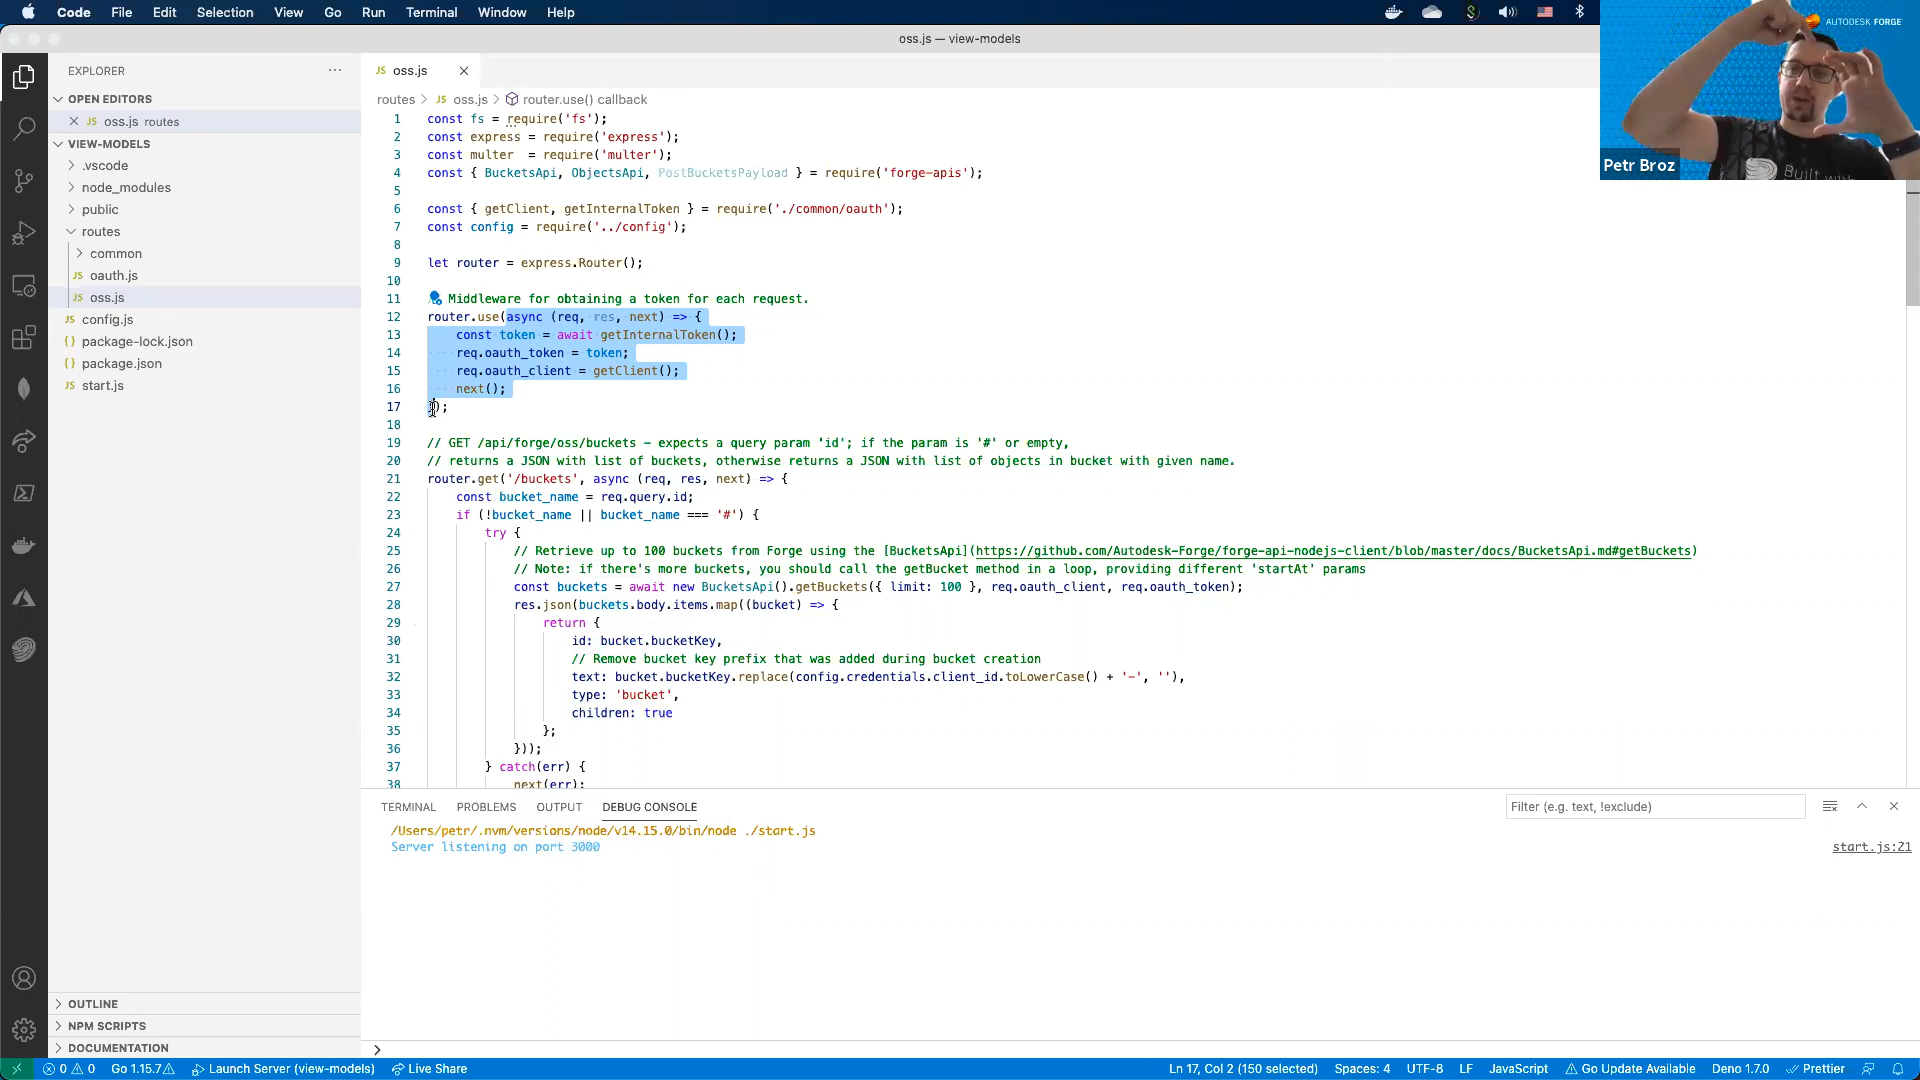 Code File Edit Selection View Go Run Terminal Window Help
oss.js — view-models
AUTODESK FORGE
Petr Broz
Built with
EXPLORER
OPEN EDITORS
JS oss.js routes
VIEW-MODELS
.vscode
node_modules
public
routes
common
JS oauth.js
JS oss.js
JS config.js
{} package-lock.json
{} package.json
JS start.js
OUTLINE
NPM SCRIPTS
DOCUMENTATION
JS oss.js
routes > JS oss.js > router.use() callback
1 const fs = require('fs');
2 const express = require('express');
3 const multer  = require('multer');
4 const { BucketsApi, ObjectsApi, PostBucketsPayload } = require('forge-apis');
5
6 const { getClient, getInternalToken } = require('./common/oauth');
7 const config = require('../config');
8
9 let router = express.Router();
10
11 Middleware for obtaining a token for each request.
12 router.use(async (req, res, next) => {
13 const token = await getInternalToken();
14 req.oauth_token = token;
15 req.oauth_client = getClient();
16 next();
17 });
18
19 // GET /api/forge/oss/buckets - expects a query param 'id'; if the param is '#' or empty,
20 // returns a JSON with list of buckets, otherwise returns a JSON with list of objects in bucket with given name.
21 router.get('/buckets', async (req, res, next) => {
22 const bucket_name = req.query.id;
23 if (!bucket_name || bucket_name === '#') {
24 try {
25 // Retrieve up to 100 buckets from Forge using the [BucketsApi](https://github.com/Autodesk-Forge/forge-api-nodejs-client/blob/master/docs/BucketsApi.md#getBuckets)
26 // Note: if there's more buckets, you should call the getBucket method in a loop, providing different 'startAt' params
27 const buckets = await new BucketsApi().getBuckets({ limit: 100 }, req.oauth_client, req.oauth_token);
28 res.json(buckets.body.items.map((bucket) => {
29 return {
30 id: bucket.bucketKey,
31 // Remove bucket key prefix that was added during bucket creation
32 text: bucket.bucketKey.replace(config.credentials.client_id.toLowerCase() + '-', ''),
33 type: 'bucket',
34 children: true
35 };
36 }));
37 } catch(err) {
38 next(err);
TERMINAL PROBLEMS OUTPUT DEBUG CONSOLE Filter (e.g. text, !exclude)
/Users/petr/.nvm/versions/node/v14.15.0/bin/node ./start.js
Server listening on port 3000 start.js:21
0 0 Go 1.15.7 Launch Server (view-models) Live Share Ln 17, Col 2 (150 selected) Spaces: 4 UTF-8 LF JavaScript Go Update Available Deno 1.7.0 Prettier